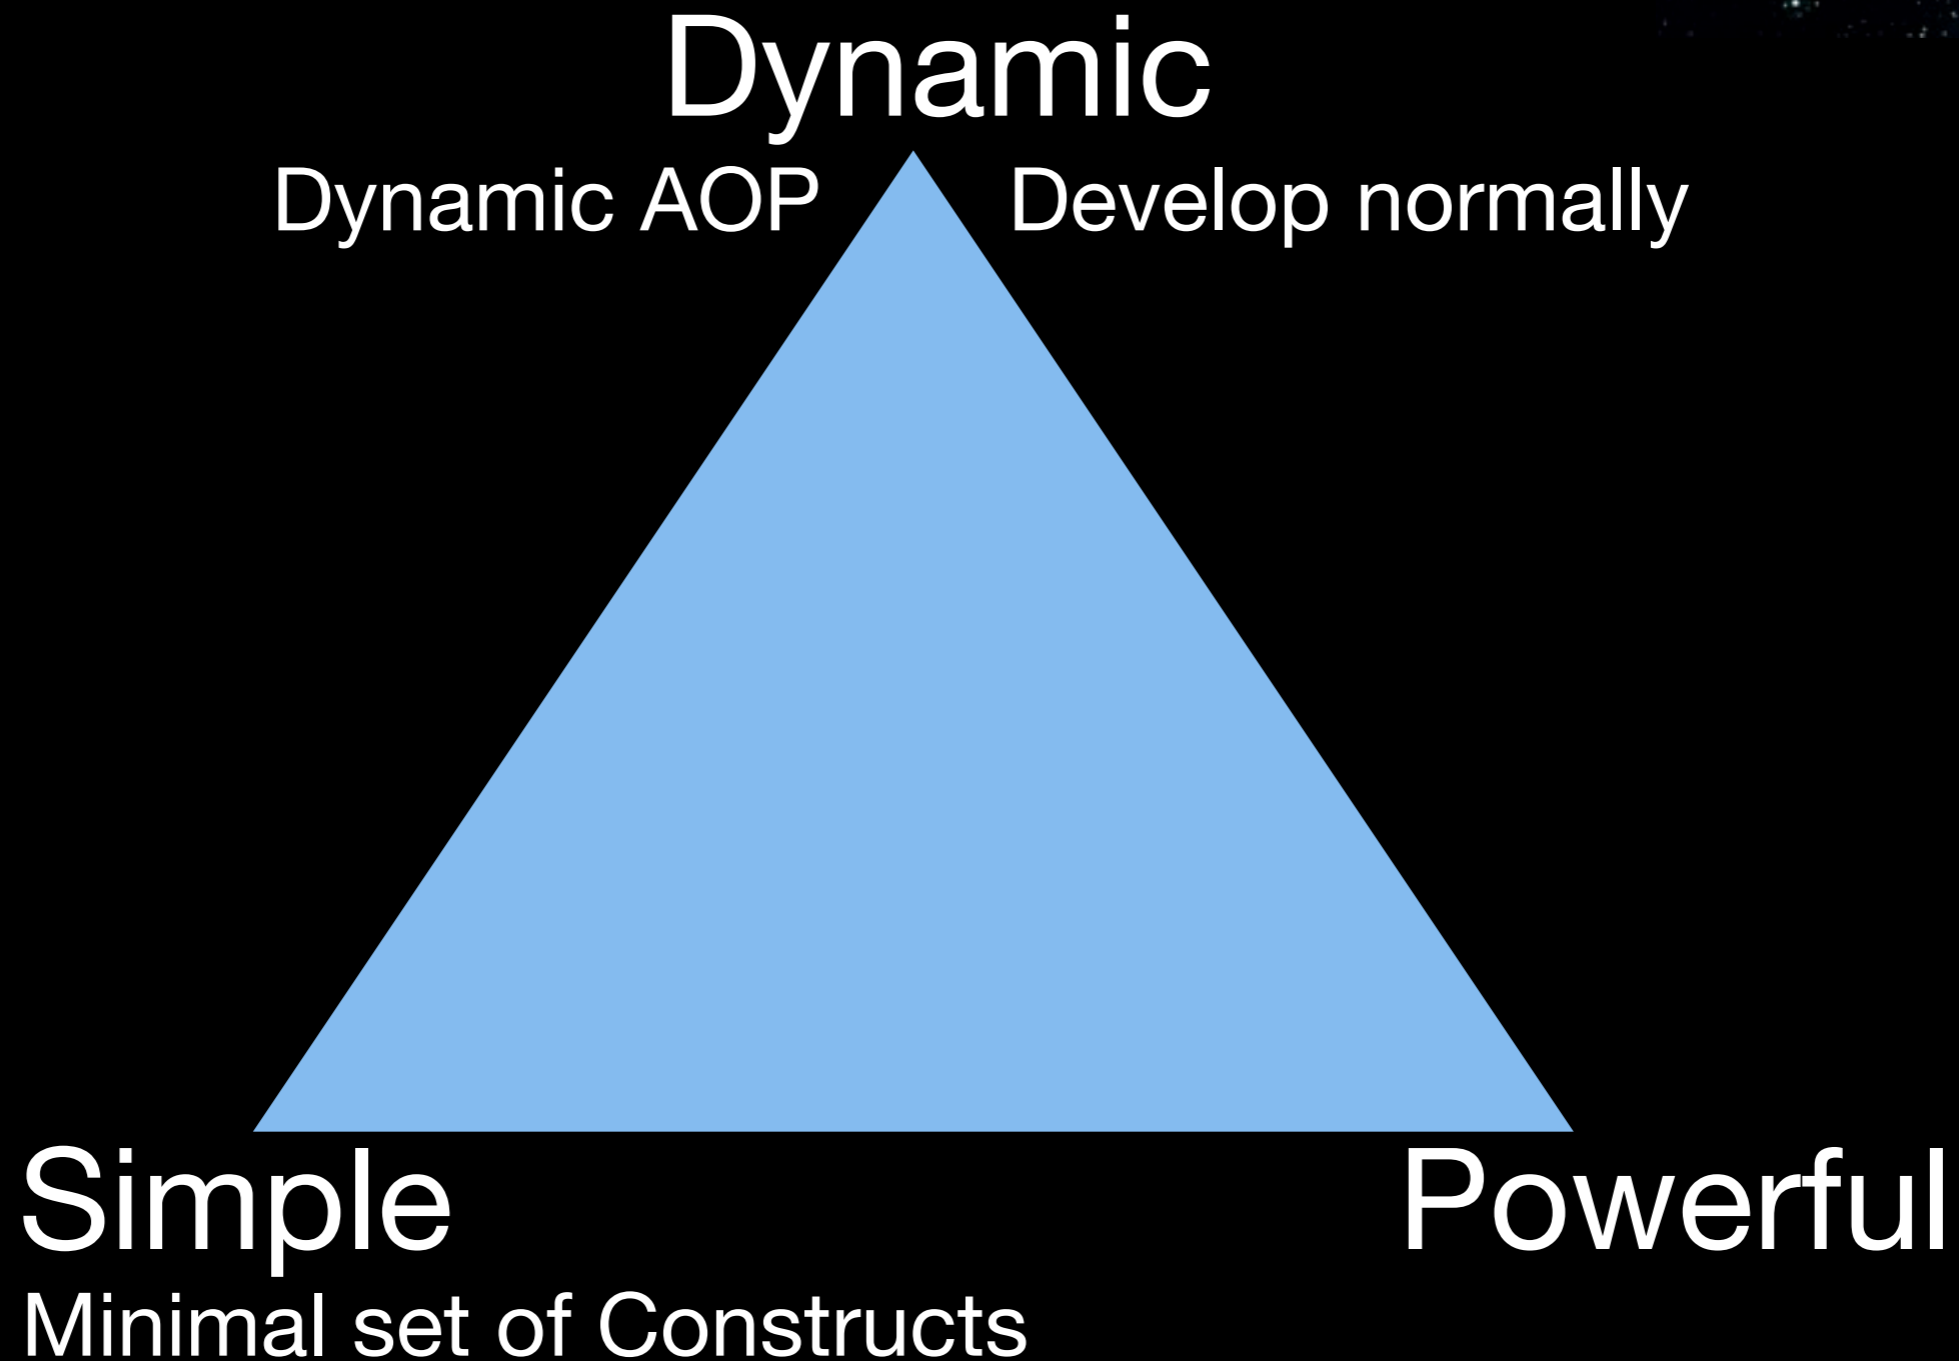 Dynamic
Dynamic AOP
Develop normally
Simple
Powerful
Minimal set of Constructs